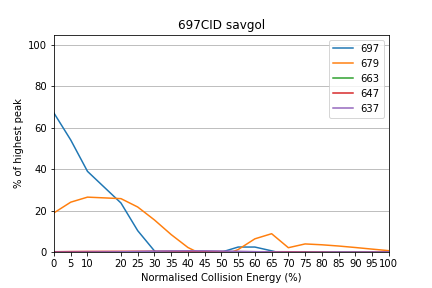 697CID savgol
% of highest peak
100
80
60
40
20
0
697
679
663
647
637
0 5 10 20 25 30 35 40 45 50 55 60 65 70 75 80 85 90 95 100
Normalised Collision Energy (%)